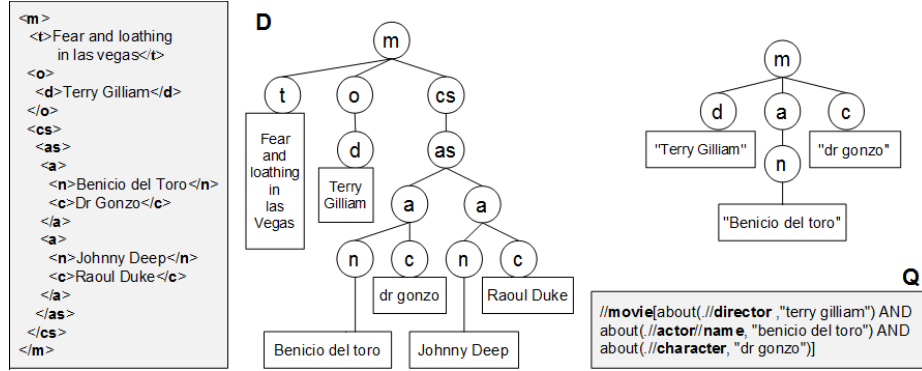 <m>
<t>Fear and loathing
in las vegas</t>
<o>
<d>Terry Gilliam</d>
</o>
<cs>
<as>
<a>
<n>Benicio del Toro</n>
<c>Dr Gonzo</c>
</a>
<a>
<n>Johnny Deep</n>
<c>Raoul Duke</c>
</a>
</as>
</cs>
</m>
D
m
t
o
cs
Fear
and
loathing
in
las
Vegas
d
Terry
Gilliam
as
a
a
n
c
n
c
dr gonzo
Raoul Duke
Benicio del toro
Johnny Deep
m
d
a
c
"Terry Gilliam"
"dr gonzo"
n
"Benicio del toro"
Q
//movie[about(.//director ,"terry gilliam") AND
about(.//actor//name, "benicio del toro") AND
about(.//character, "dr gonzo")]